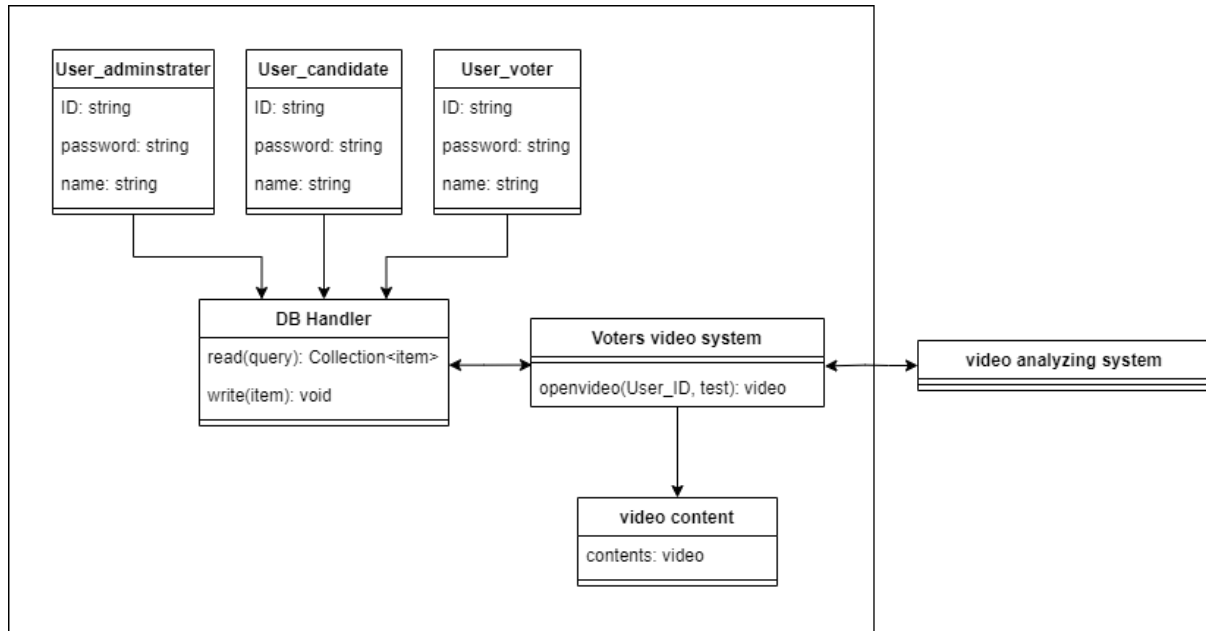 User_adminstrater
ID: string
password: string
name: string
User_candidate
ID: string
password: string
name: string
User_voter
ID: string
password: string
name: string
DB Handler
read(query): Collection<item>
write(item): void
Voters video system
openvideo(User_ID, test): video
video analyzing system
video content
contents: video